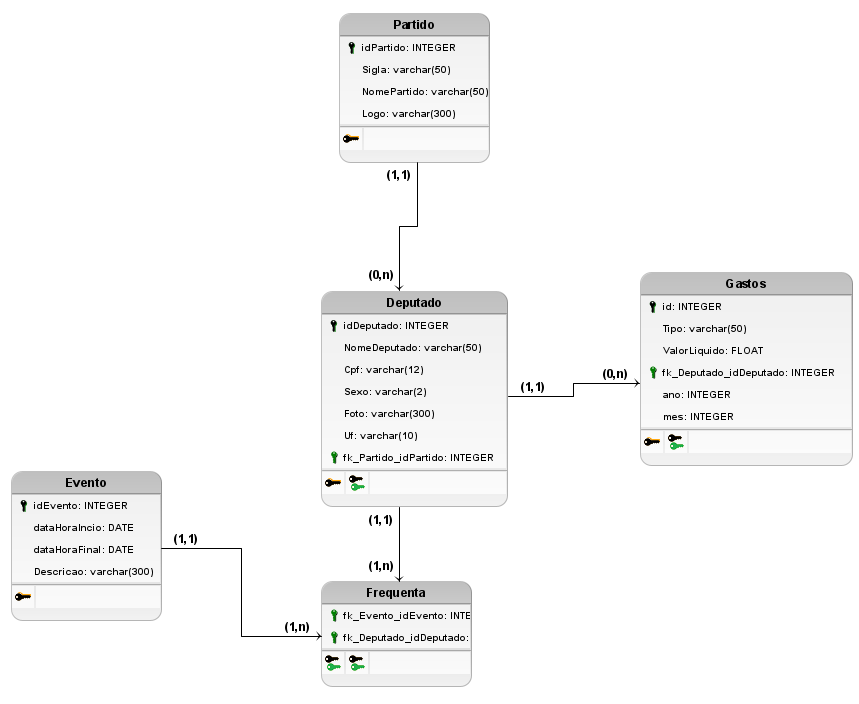 Partido
idPartido: INTEGER
Sigla: varchar(50)
NomePartido: varchar(50)
Logo: varchar(300)
(1,1)
(0,n)
Deputado
idDeputado: INTEGER
NomeDeputado: varchar(50)
Cpf: varchar(12)
Sexo: varchar(2)
Foto: varchar(300)
Uf: varchar(10)
fk_Partido_idPartido: INTEGER
(1,1)
(0,n)
Gastos
id: INTEGER
Tipo: varchar(50)
ValorLiquido: FLOAT
fk_Deputado_idDeputado: INTEGER
ano: INTEGER
mes: INTEGER
Evento
idEvento: INTEGER
dataHoraIncio: DATE
dataHoraFinal: DATE
Descricao: varchar(300)
(1,1)
(1,n)
(1,1)
(1,n)
Frequenta
fk_Evento_idEvento: INTE
fk_Deputado_idDeputado: